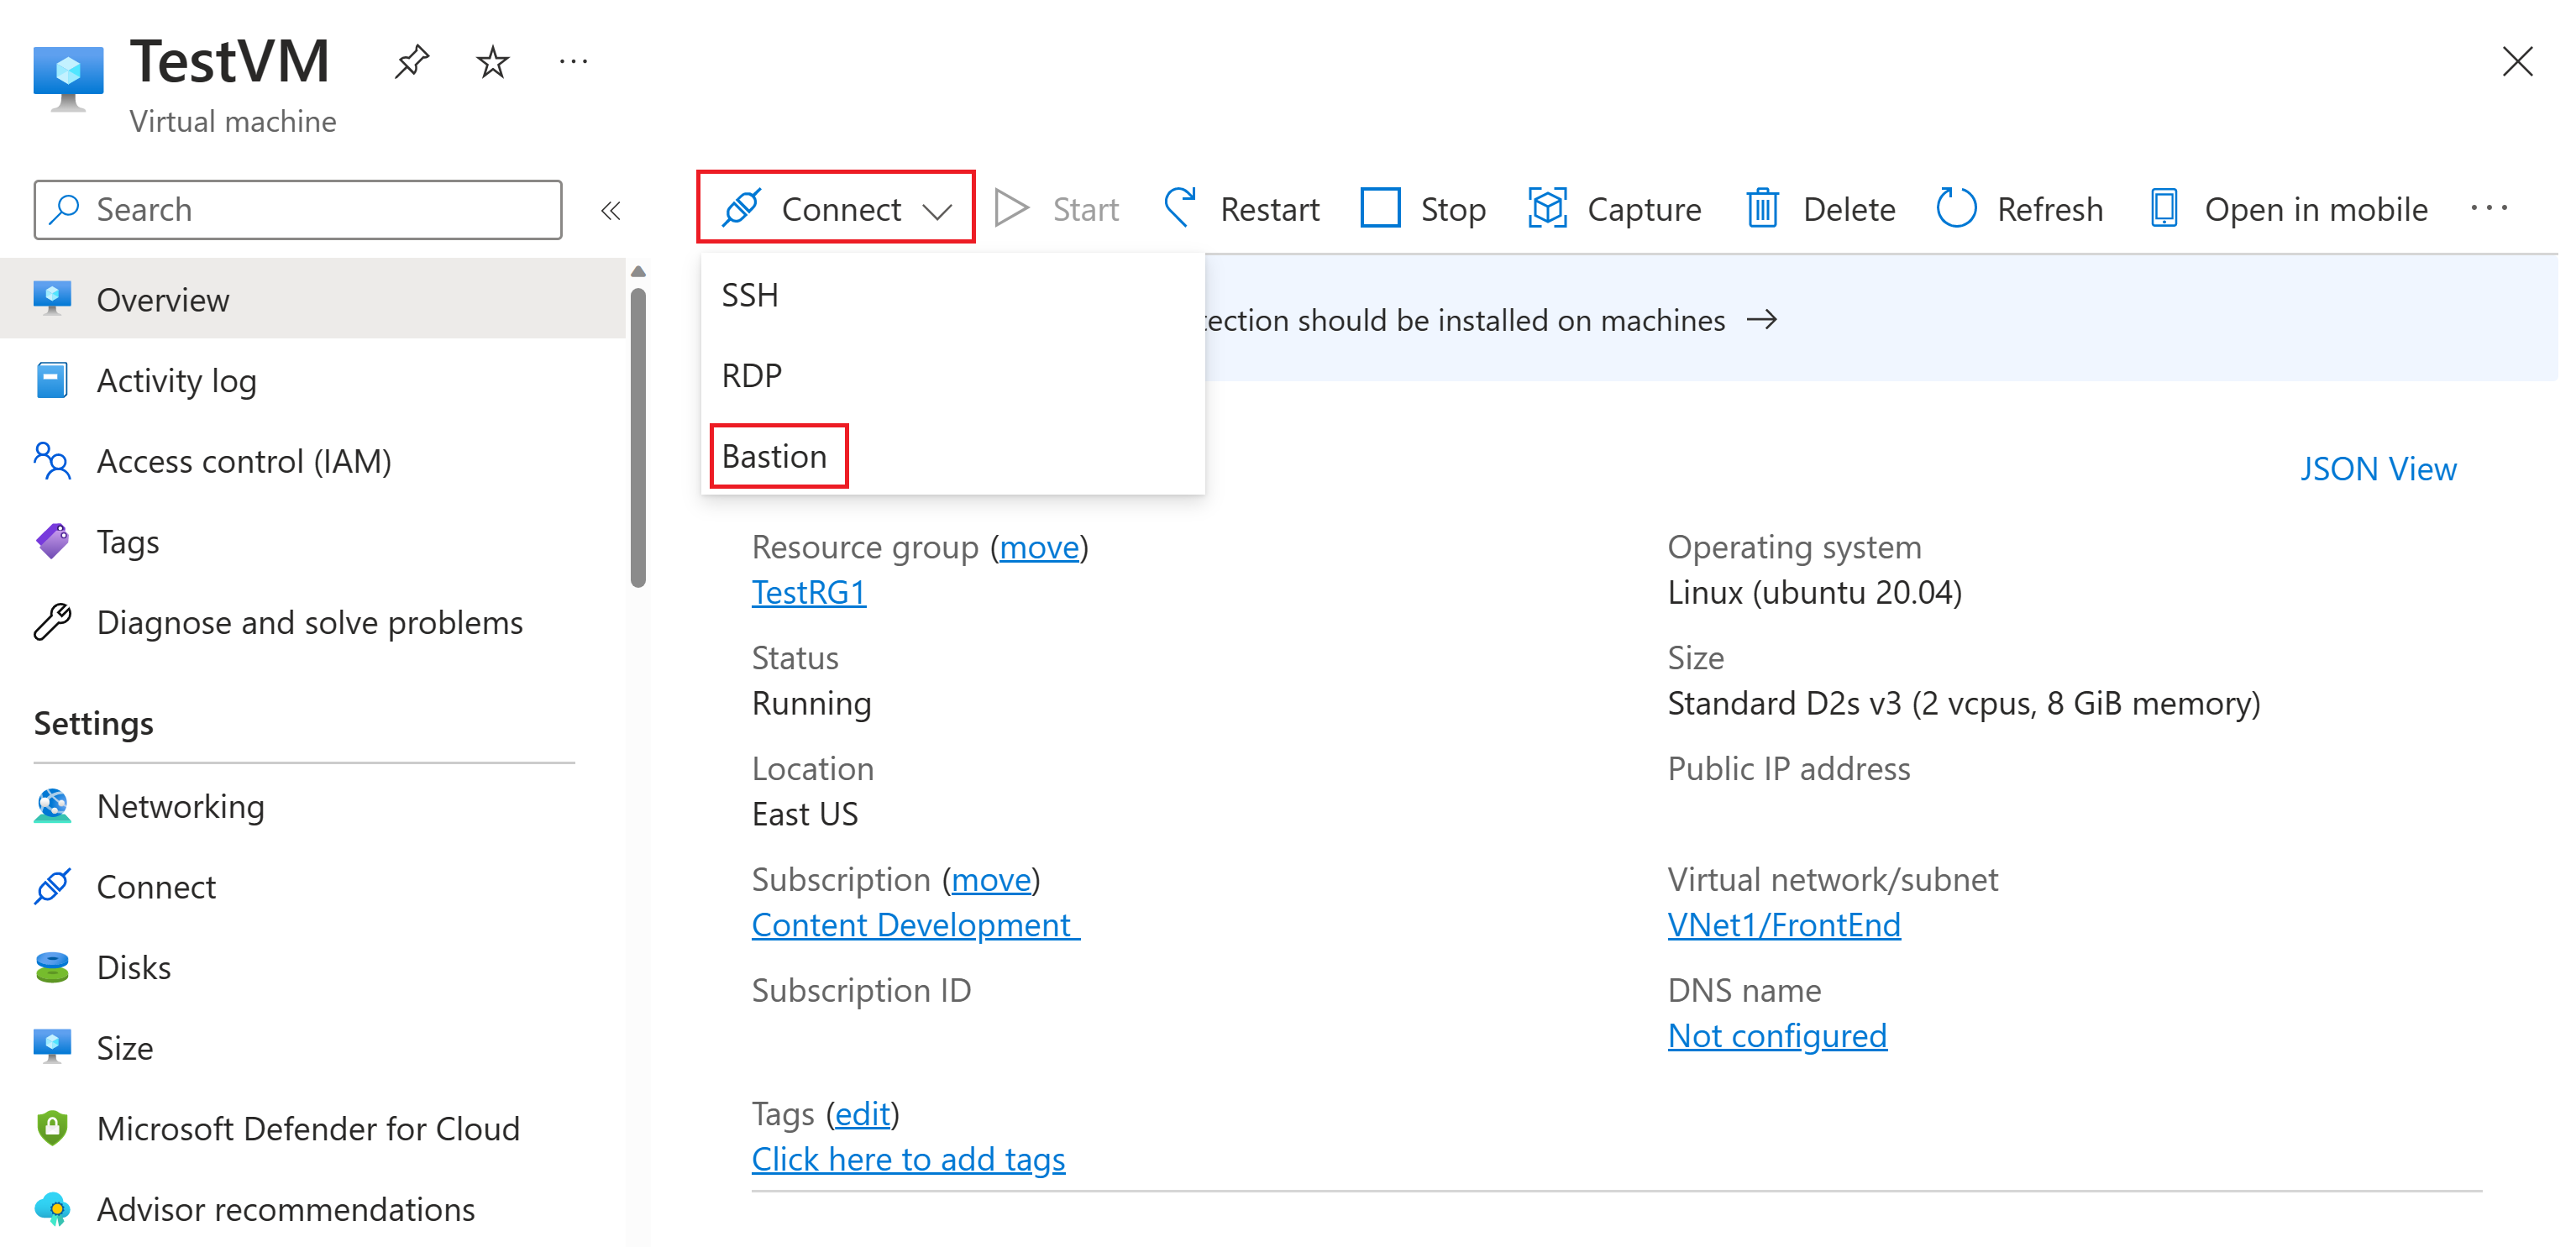 TestVM
Virtual machine
Search
Connect Start Restart Stop Capture Delete Refresh Open in mobile
SSH
RDP
Bastion
should be installed on machines
Overview
Activity log
Access control (IAM)
Tags
Diagnose and solve problems
Settings
Networking
Connect
Disks
Size
Microsoft Defender for Cloud
Advisor recommendations
JSON View
Resource group (move)
TestRG1
Status
Running
Location
East US
Subscription (move)
Content Development
Subscription ID
Tags (edit)
Click here to add tags
Operating system
Linux (ubuntu 20.04)
Size
Standard D2s v3 (2 vcpus, 8 GiB memory)
Public IP address
Virtual network/subnet
VNet1/FrontEnd
DNS name
Not configured